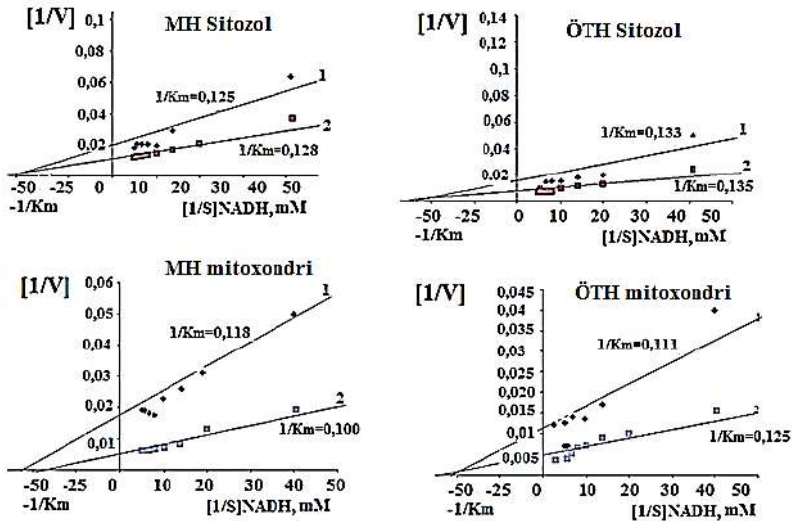 [1/V]
MH Sitozol
0,1
0,08
0,06
0,04
0,02
1/Km=0,125
1
2
1/Km=0,128
-50 -25 0 10 20 30 40 50
-1/Km
[1/S]NADH, mM
[1/V]
ÖTH Sitozol
0,14
0,12
0,1
0,08
0,06
0,04
0.02
1/Km=0,133
1
2
1/Km=0,135
-50 -25 0 10 20 30 40 50
-1/Km
[1/S]NADH, mM
[1/V]
MH mitoxondri
0,06
0,05
0,04
0,03
0,02
0,01
1
1/Km=0,118
2
1/Km=0,100
-50 -25 0 10 20 30 40 50
-1/Km
[1/S]NADH, mM
[1/V]
ÖTH mitoxondri
0,045
0,04
0,035
0,03
0,025
0,02
0,015
0,01
0,005
1/Km=0,111
1
2
1/Km=0,125
-50 -25 0 10 20 30 40 50
-1/Km
[1/S]NADH, mM